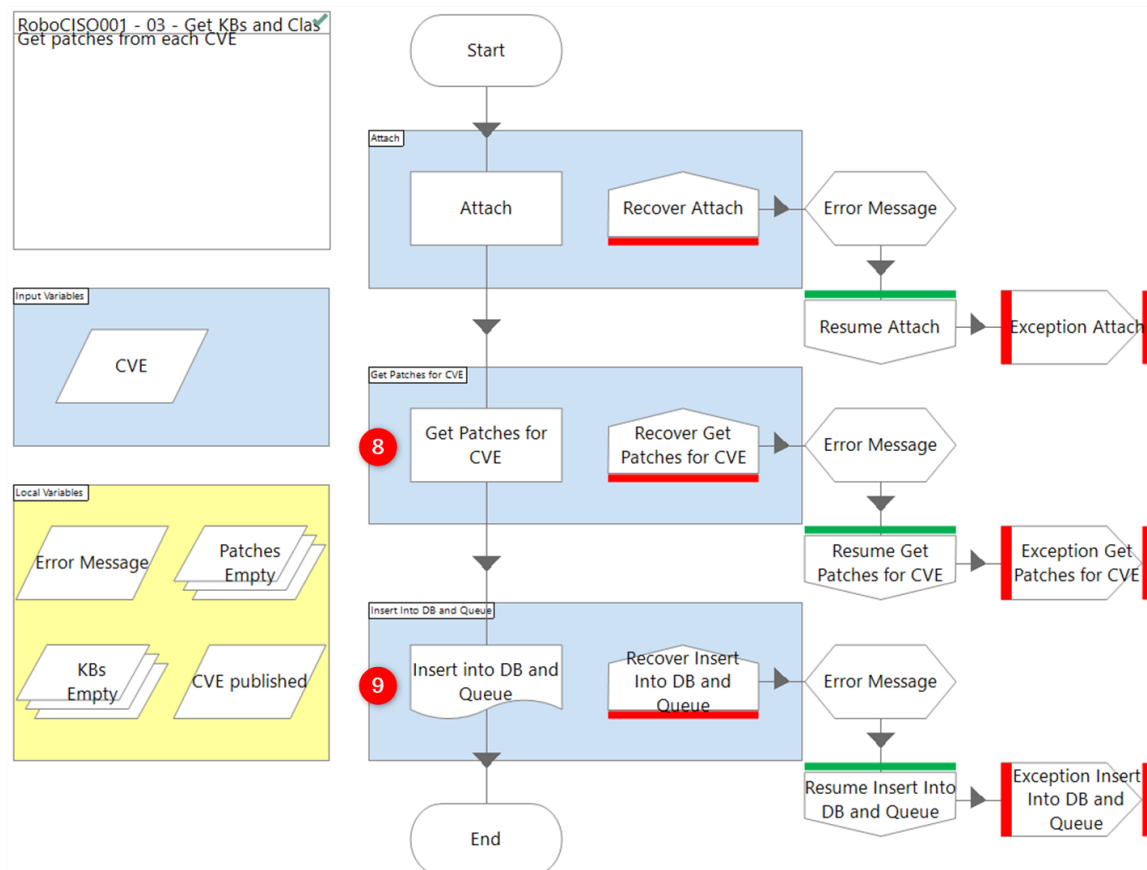 RoboCISO001 - 03 - Get KBs and Clas
Get patches from each CVE
Start
Attach
Attach
Recover Attach
Error Message
Resume Attach
Exception Attach
Input Variables
CVE
Get Patches for CVE
8
Get Patches for
CVE
Recover Get
Patches for CVE
Error Message
Resume Get
Patches for CVE
Exception Get
Patches for CVE
Local Variables
Error Message
Patches
Empty
KBs
Empty
CVE published
Insert Into DB and Queue
9
Insert into DB and
Queue
Recover Insert
Into DB and
Queue
Error Message
Resume Insert Into
DB and Queue
Exception Insert
Into DB and
Queue
End